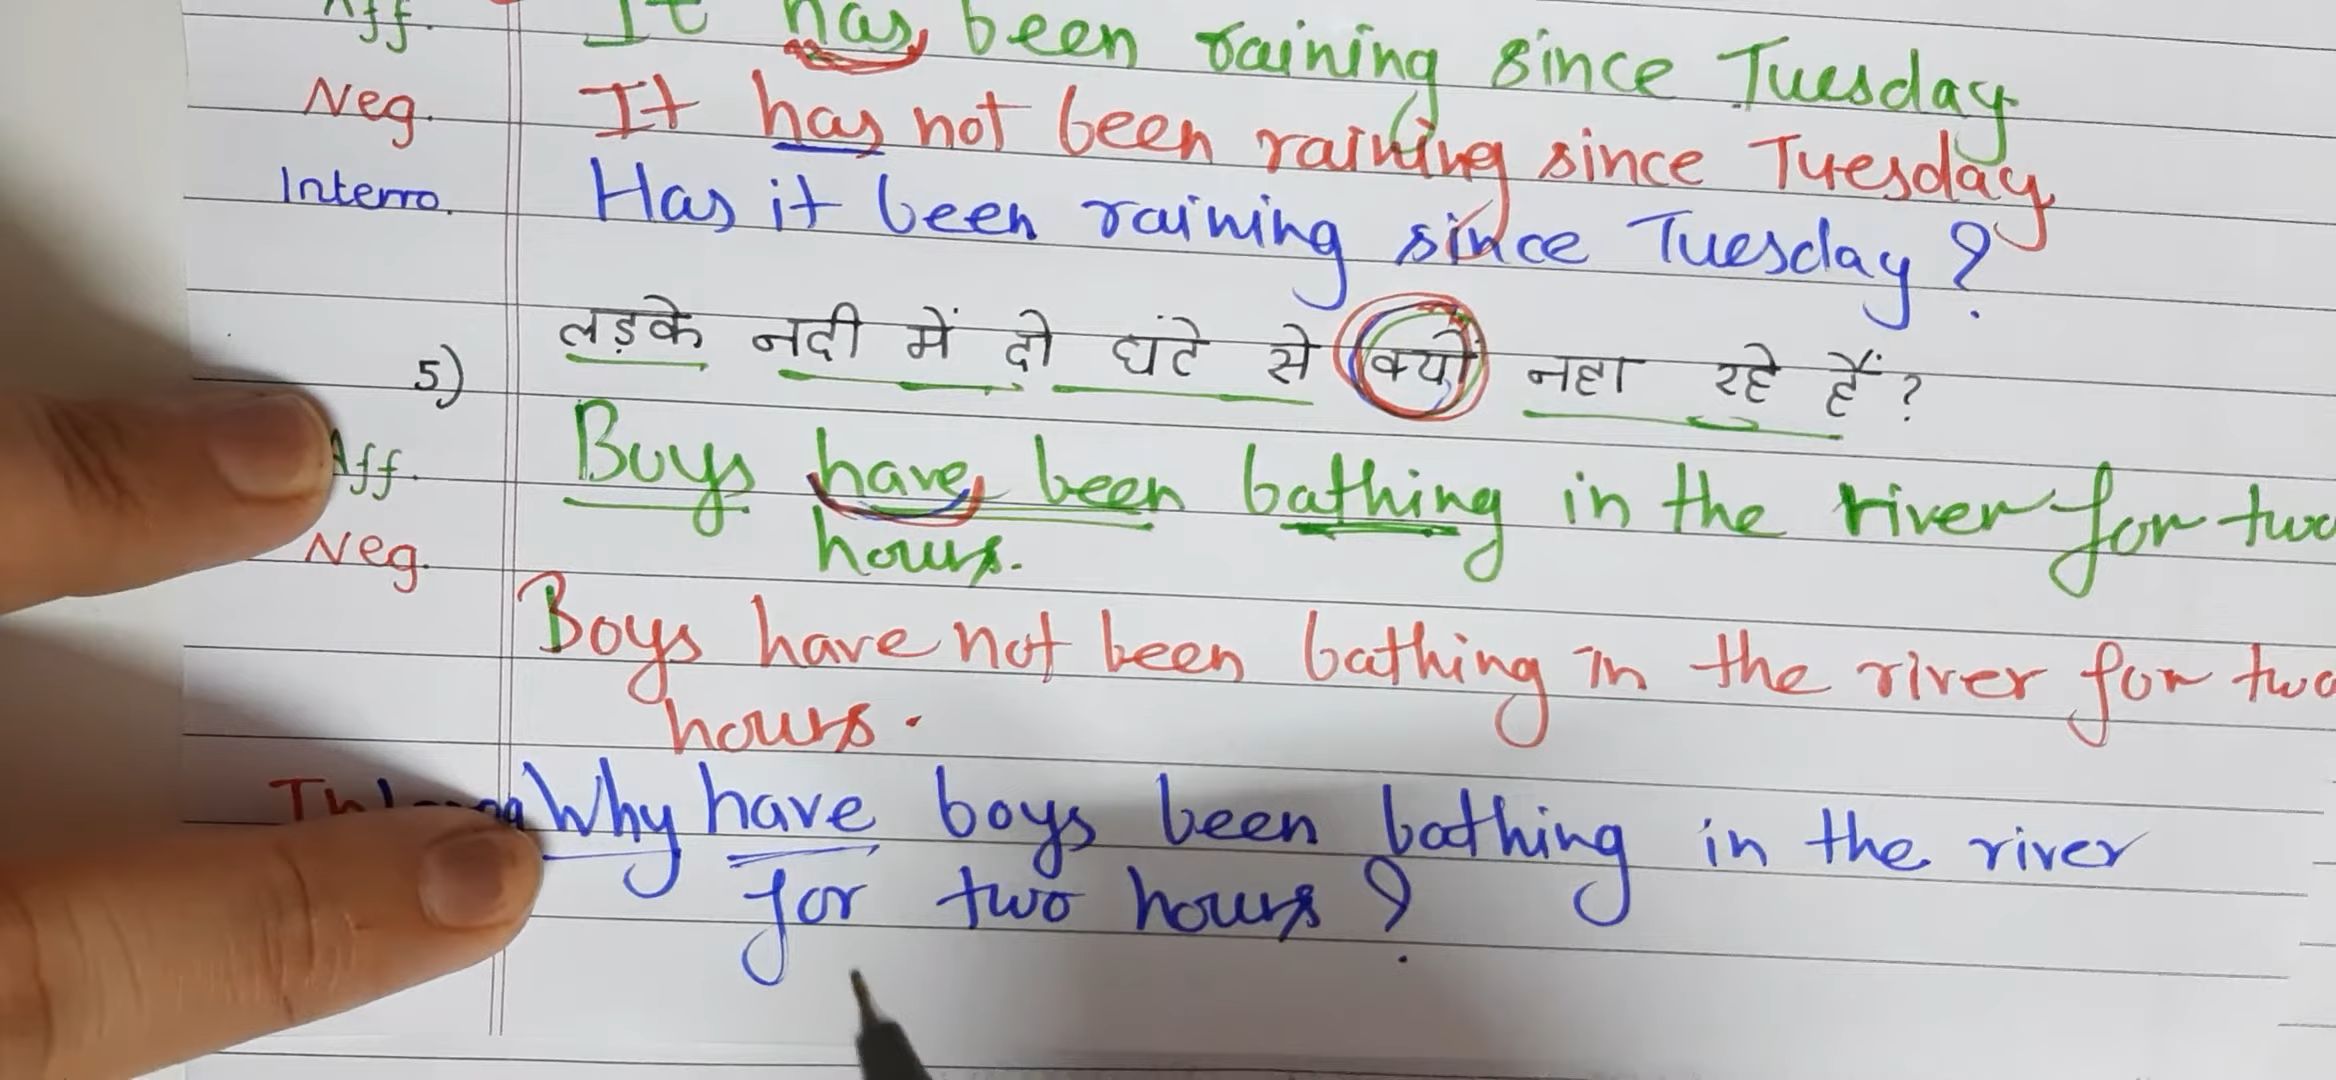 Aff. It has been raining since Tuesday
Neg. It has not been raining since Tuesday
Interro. Has it been raining since Tuesday?
5) लड़के नदी में दो घंटे से क्यों नहा रहे हैं?
Aff. Boys have been bathing in the river for two
hours.
Neg.
Boys have not been bathing in the river for two
hours.
Why have boys been bathing in the river
for two hours?